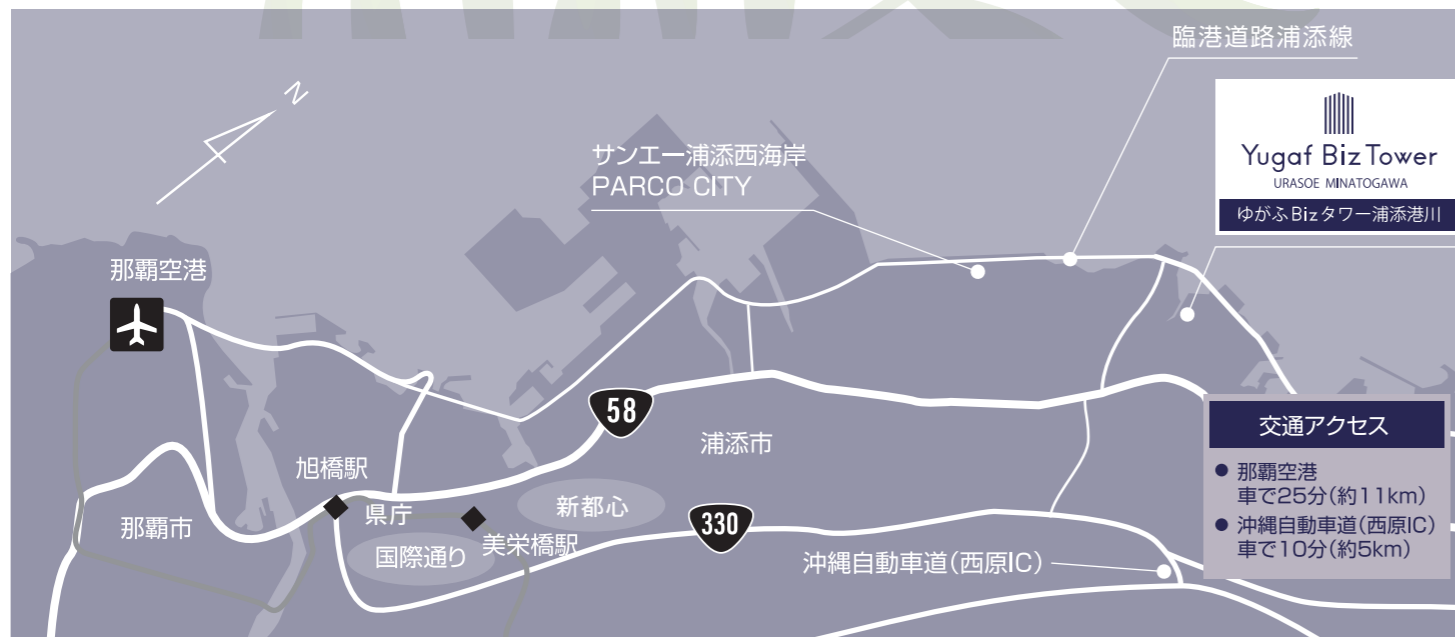 臨港道路浦添線
N
サンエー浦添西海岸
PARCO CITY
Yugaf Biz Tower
URASOE MINATOGAWA
ゆがふBizタワー浦添港川
那覇空港
58
浦添市
旭橋駅
県庁
新都心
330
那覇市
国際通り
美栄橋駅
沖縄自動車道(西原IC)
交通アクセス
● 那覇空港
車で25分(約11km)
● 沖縄自動車道(西原IC)
車で10分(約5km)